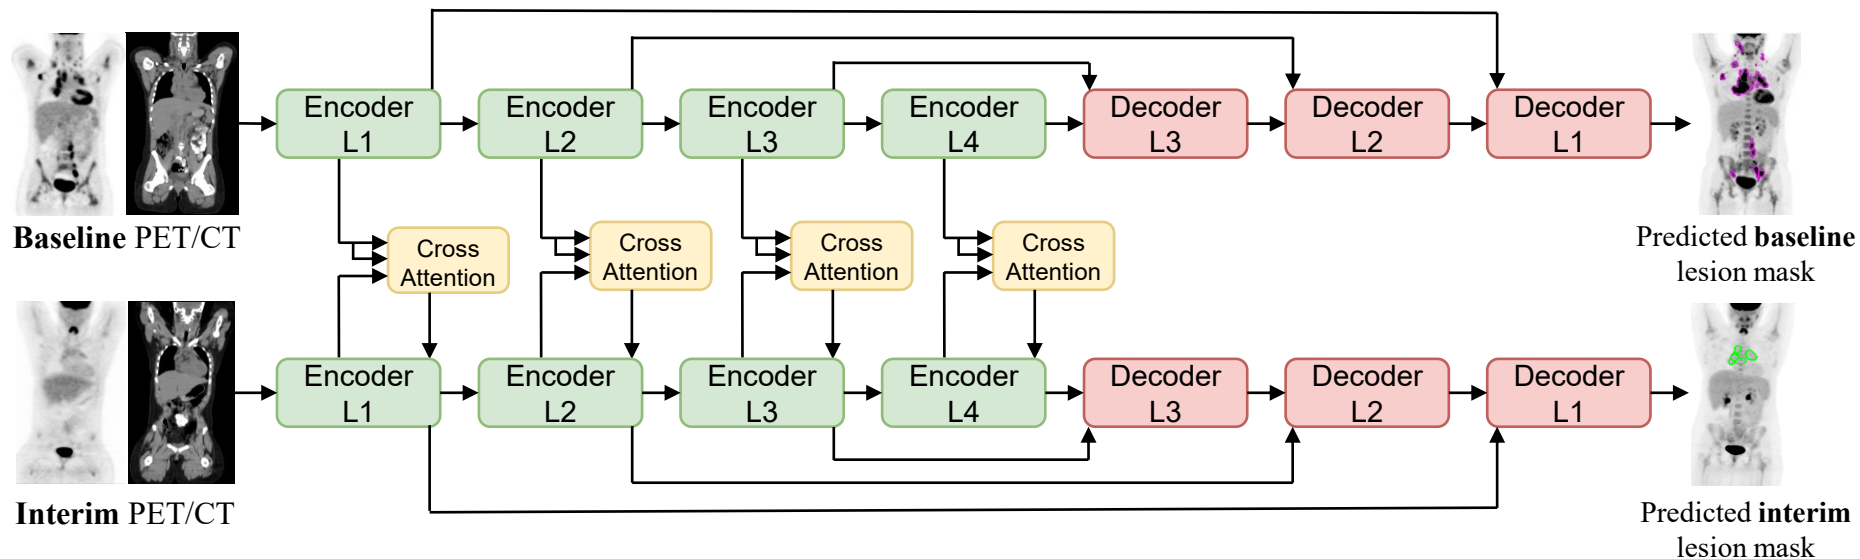 Encoder
L1
Encoder
L2
Encoder
L3
Encoder
L4
Decoder
L3
Decoder
L2
Decoder
L1
Baseline PET/CT
Cross
Attention
Cross
Attention
Cross
Attention
Cross
Attention
Predicted baseline
lesion mask
Encoder
L1
Encoder
L2
Encoder
L3
Encoder
L4
Decoder
L3
Decoder
L2
Decoder
L1
Interim PET/CT
Predicted interim
lesion mask